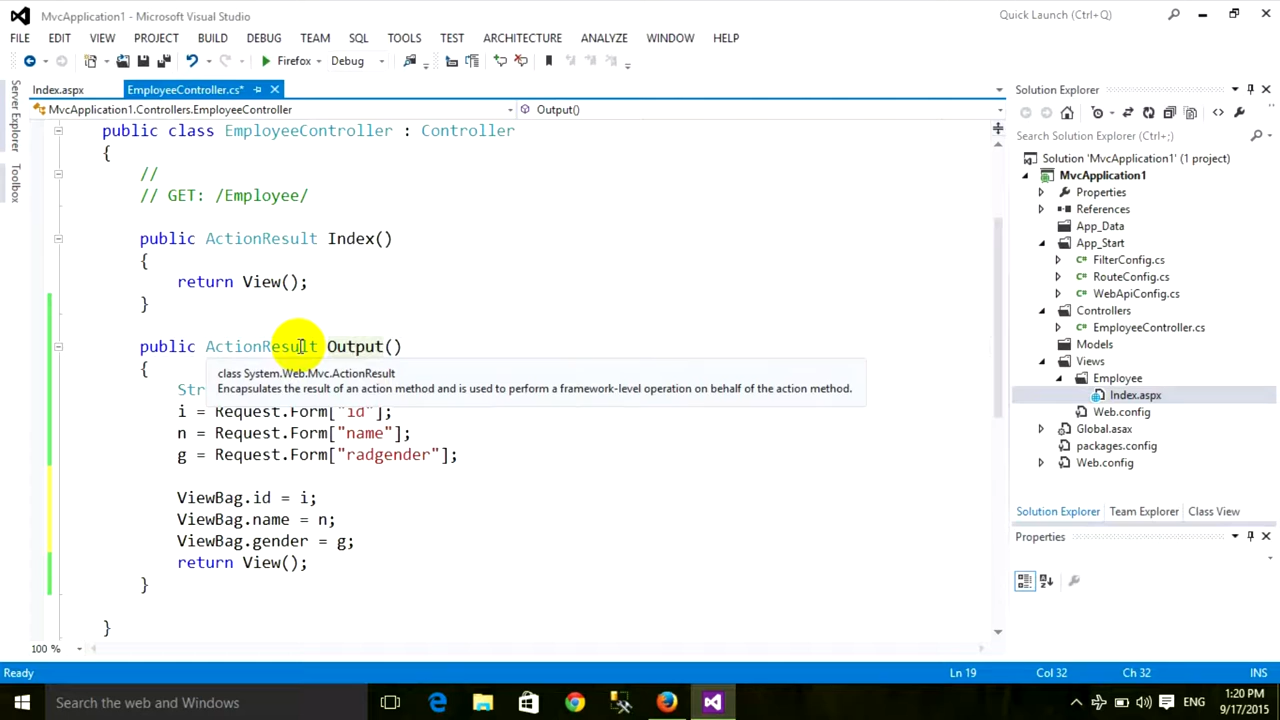 MvcApplication1 - Microsoft Visual Studio
Quick Launch (Ctrl+Q)
FILE EDIT VIEW PROJECT BUILD DEBUG TEAM SQL TOOLS TEST ARCHITECTURE ANALYZE WINDOW HELP
Firefox Debug
Server Explorer
Toolbox
Index.aspx EmployeeController.cs*
MvcApplication1.Controllers.EmployeeController Output()
public class EmployeeController : Controller
{
//
// GET: /Employee/
public ActionResult Index()
{
return View();
}
public ActionResult Output()
{
class System.Web.Mvc.ActionResult
Encapsulates the result of an action method and is used to perform a framework-level operation on behalf of the action method.
Str
i = Request.Form["id"];
n = Request.Form["name"];
g = Request.Form["radgender"];
ViewBag.id = i;
ViewBag.name = n;
ViewBag.gender = g;
return View();
}
}
100 %
Solution Explorer
Search Solution Explorer (Ctrl+;)
Solution 'MvcApplication1' (1 project)
MvcApplication1
Properties
References
App_Data
App_Start
C# FilterConfig.cs
C# RouteConfig.cs
C# WebApiConfig.cs
Controllers
C# EmployeeController.cs
Models
Views
Employee
Index.aspx
Web.config
Global.asax
packages.config
Web.config
Solution Explorer Team Explorer Class View
Properties
Ready Ln 19 Col 32 Ch 32 INS
Search the web and Windows
ENG
1:20 PM
9/17/2015